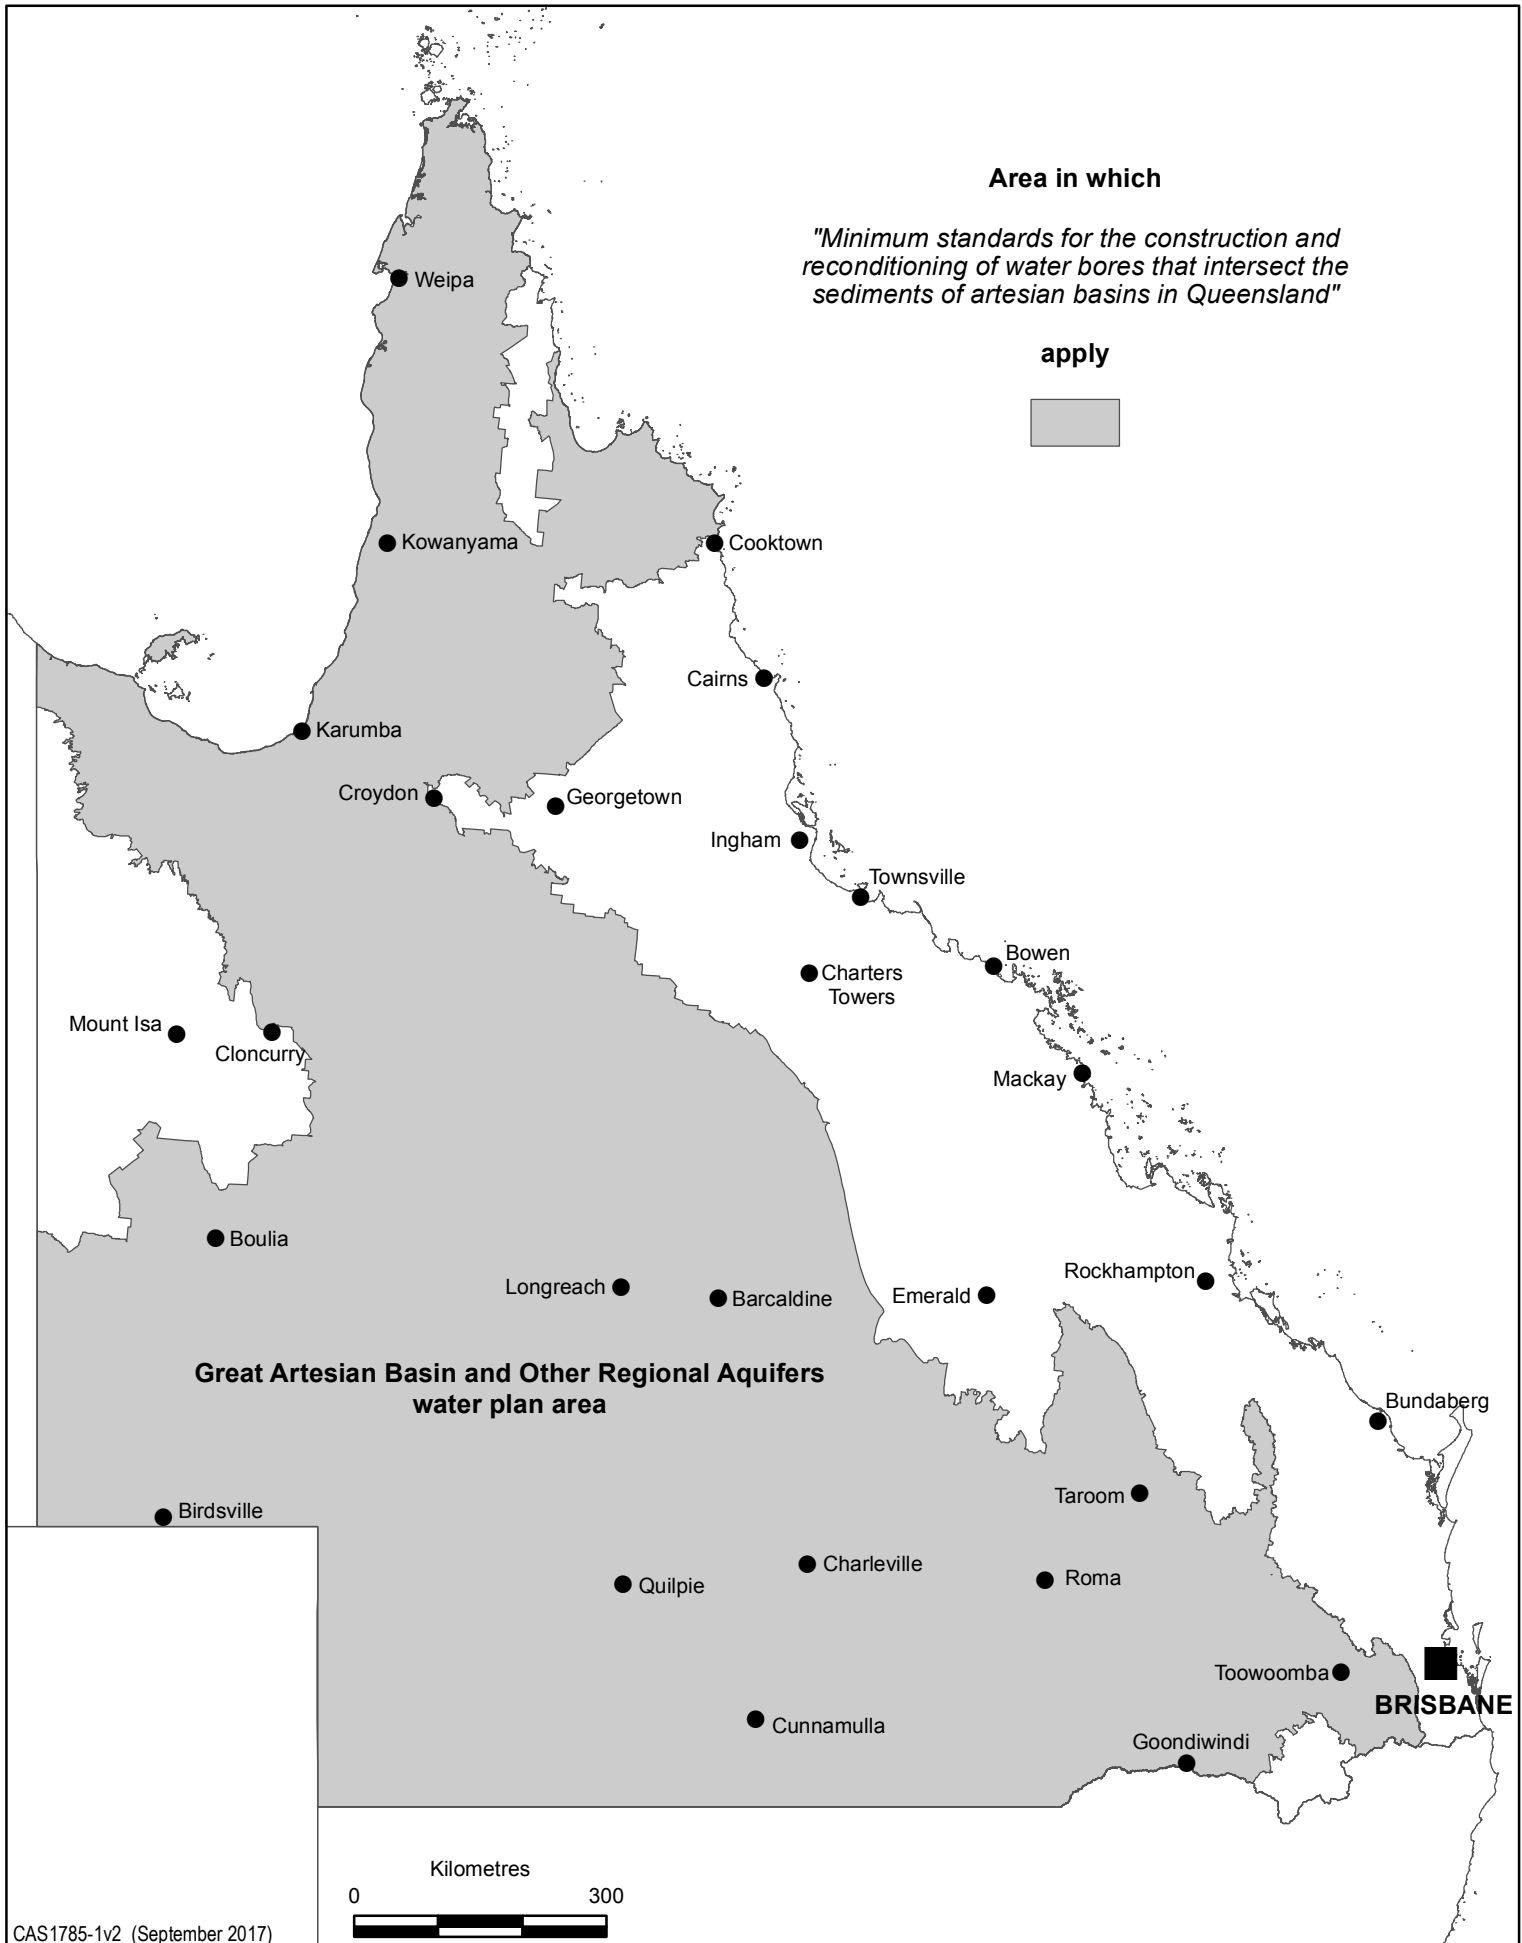 Area in which
"Minimum standards for the construction and
reconditioning of water bores that intersect the
sediments of artesian basins in Queensland"
apply
Weipa
Kowanyama
Cooktown
Cairns
Karumba
Croydon
Georgetown
Ingham
Townsville
Bowen
Charters
Towers
Mount Isa
Cloncurry
Mackay
Boulia
Longreach
Barcaldine
Emerald
Rockhampton
Great Artesian Basin and Other Regional Aquifers
water plan area
Bundaberg
Birdsville
Taroom
Charleville
Quilpie
Roma
Toowoomba
BRISBANE
Cunnamulla
Goondiwindi
Kilometres
0 300
CAS1785-1v2 (September 2017)